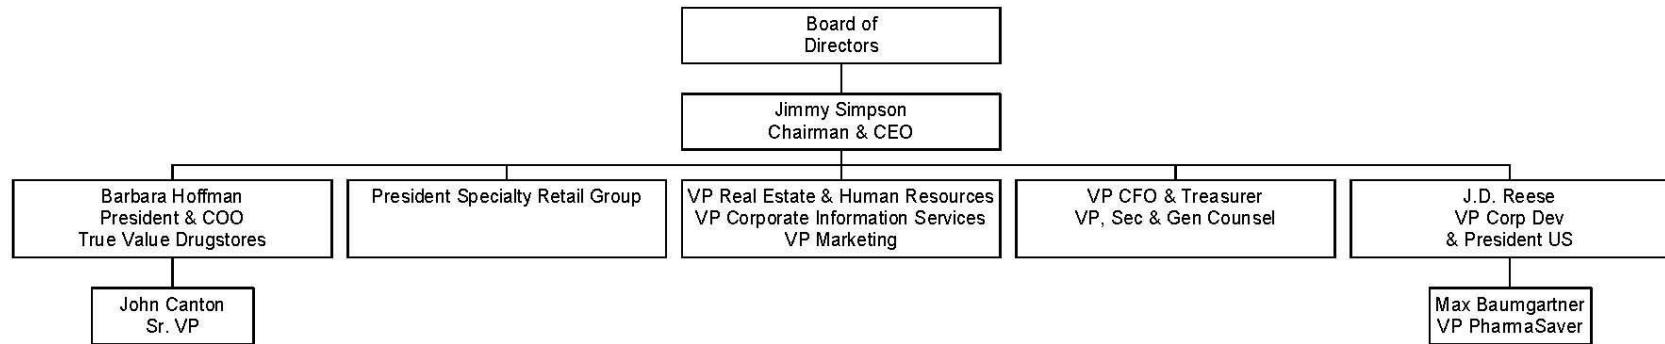 Board of
Directors
Jimmy Simpson
Chairman & CEO
Barbara Hoffman
President & COO
True Value Drugstores
President Specialty Retail Group
VP Real Estate & Human Resources
VP Corporate Information Services
VP Marketing
VP CFO & Treasurer
VP, Sec & Gen Counsel
J.D. Reese
VP Corp Dev
& President US
John Canton
Sr. VP
Max Baumgartner
VP PharmaSaver